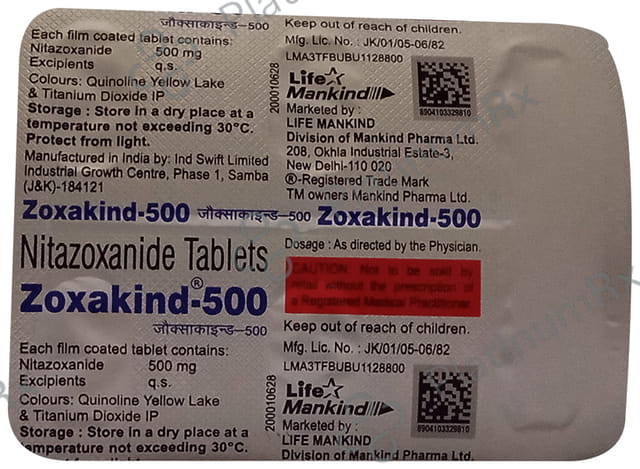 जौक्साकाइन्ड-500
Each film coated tablet contains:
Nitazoxanide 500 mg
Excipients q.s.
Colours: Quinoline Yellow Lake
& Titanium Dioxide IP
Storage : Store in a dry place at a
temperature not exceeding 30°C.
Protect from light.
Manufactured in India by: Ind Swift Limited
Industrial Growth Centre, Phase 1, Samba
(J&K)-184121
200010628
Keep out of reach of children.
Mfg. Lic. No. : JK/01/05-06/82
LMA3TFBUBU1128800
Life
Mankind
8904103329810
Marketed by :
LIFE MANKIND
Division of Mankind Pharma Ltd.
208, Okhla Industrial Estate-3,
New Delhi-110 020
®-Registered Trade Mark
TM owners Mankind Pharma Ltd.
Zoxakind-500 जौक्साकाइन्ड-500 Zoxakind-500
Nitazoxanide Tablets
Zoxakind®-500
जौक्साकाइन्ड-500
Each film coated tablet contains:
Nitazoxanide 500 mg
Excipients q.s.
Colours: Quinoline Yellow Lake
& Titanium Dioxide IP
Storage : Store in a dry place at a
temperature not exceeding 30°C.
200010628
Dosage : As directed by the Physician.
CAUTION: Not to be sold by
retail without the prescription of
a Registered Medical Practitioner.
Keep out of reach of children.
Mfg. Lic. No. : JK/01/05-06/82
LMA3TFBUBU1128800
Life
Mankind
8904103329810
Marketed by :
LIFE MANKIND
Division of Mankind Pharma Ltd.